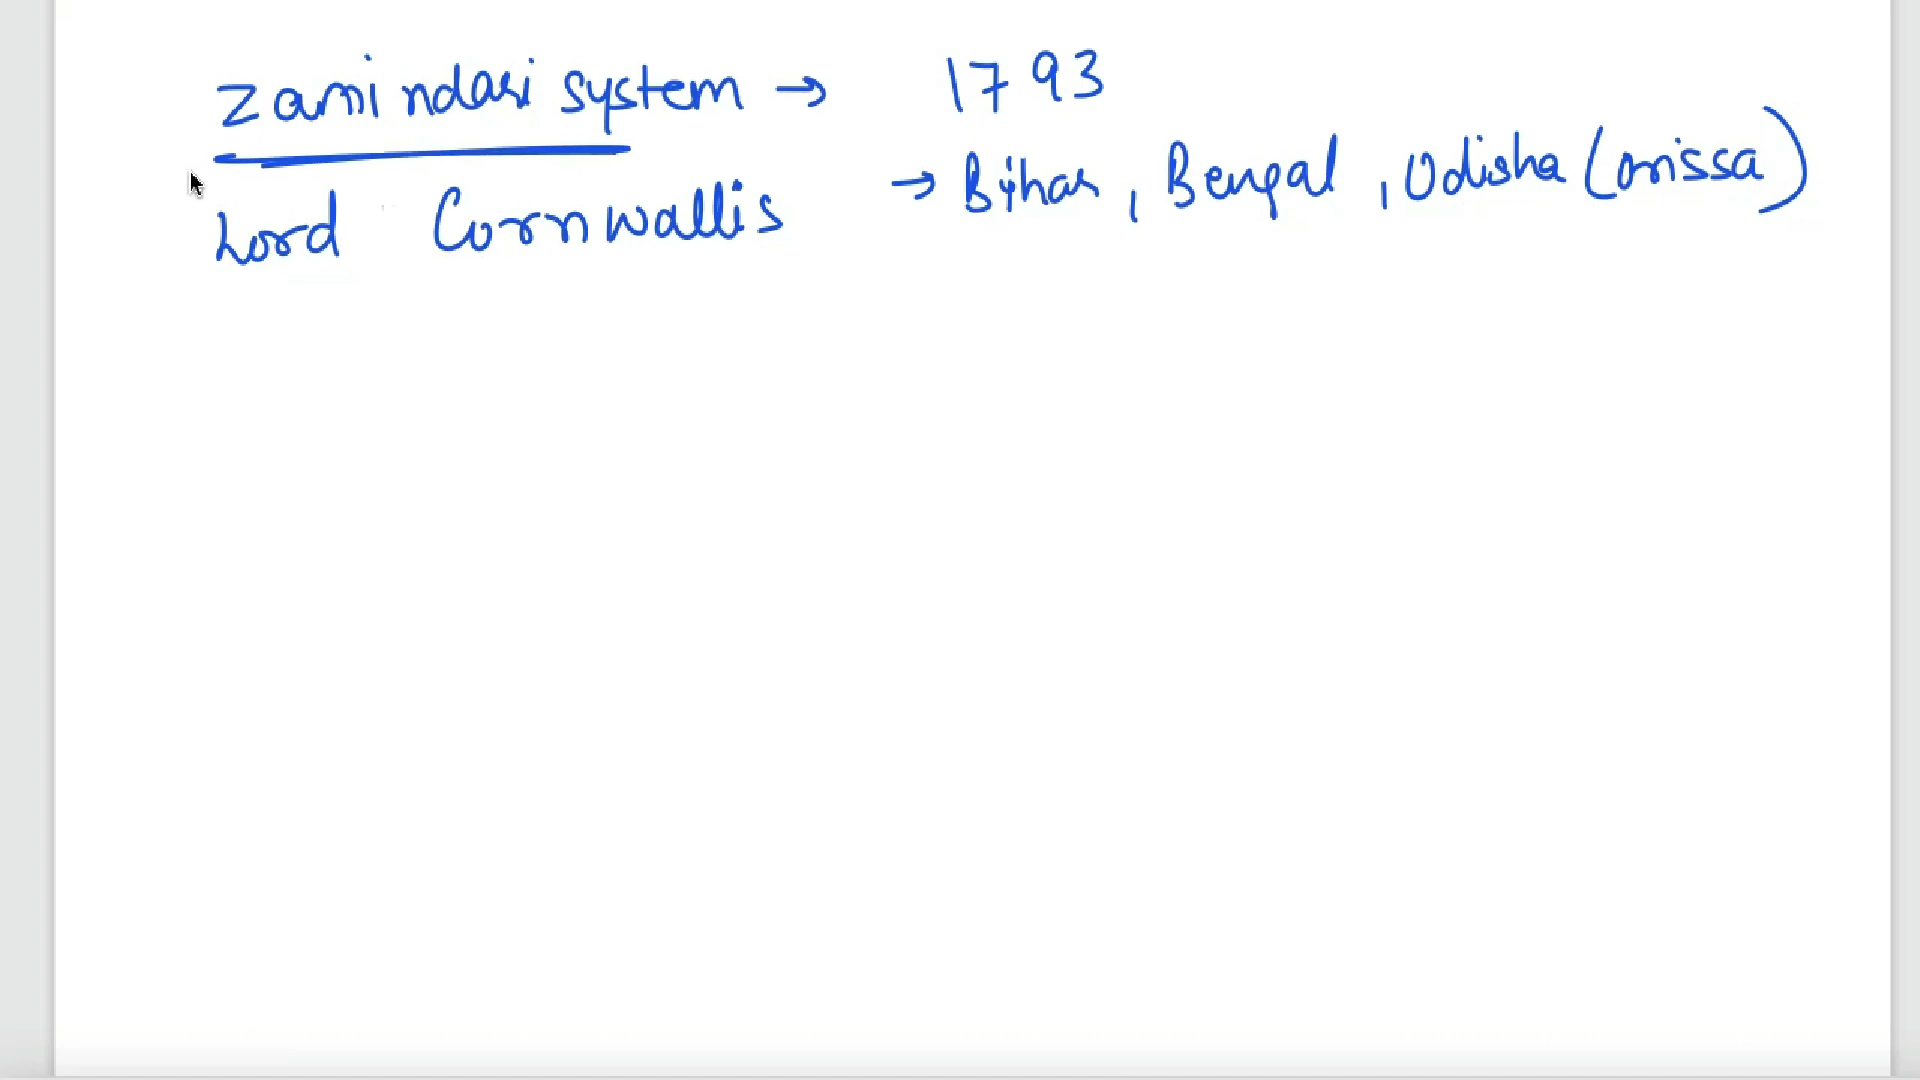 Zamindari system → 1793
Lord Cornwallis → Bihar, Bengal, Odisha (orissa)